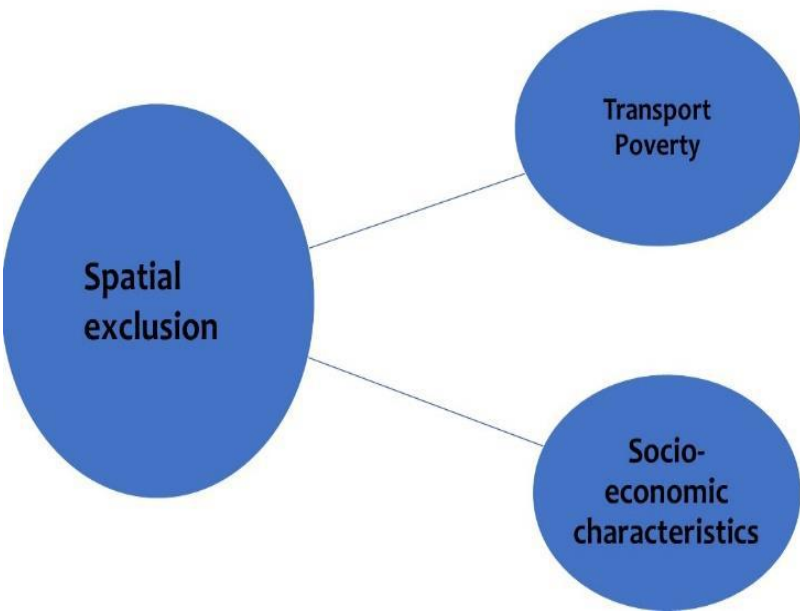 Transport
Poverty
Spatial
exclusion
Socio-
economic
characteristics